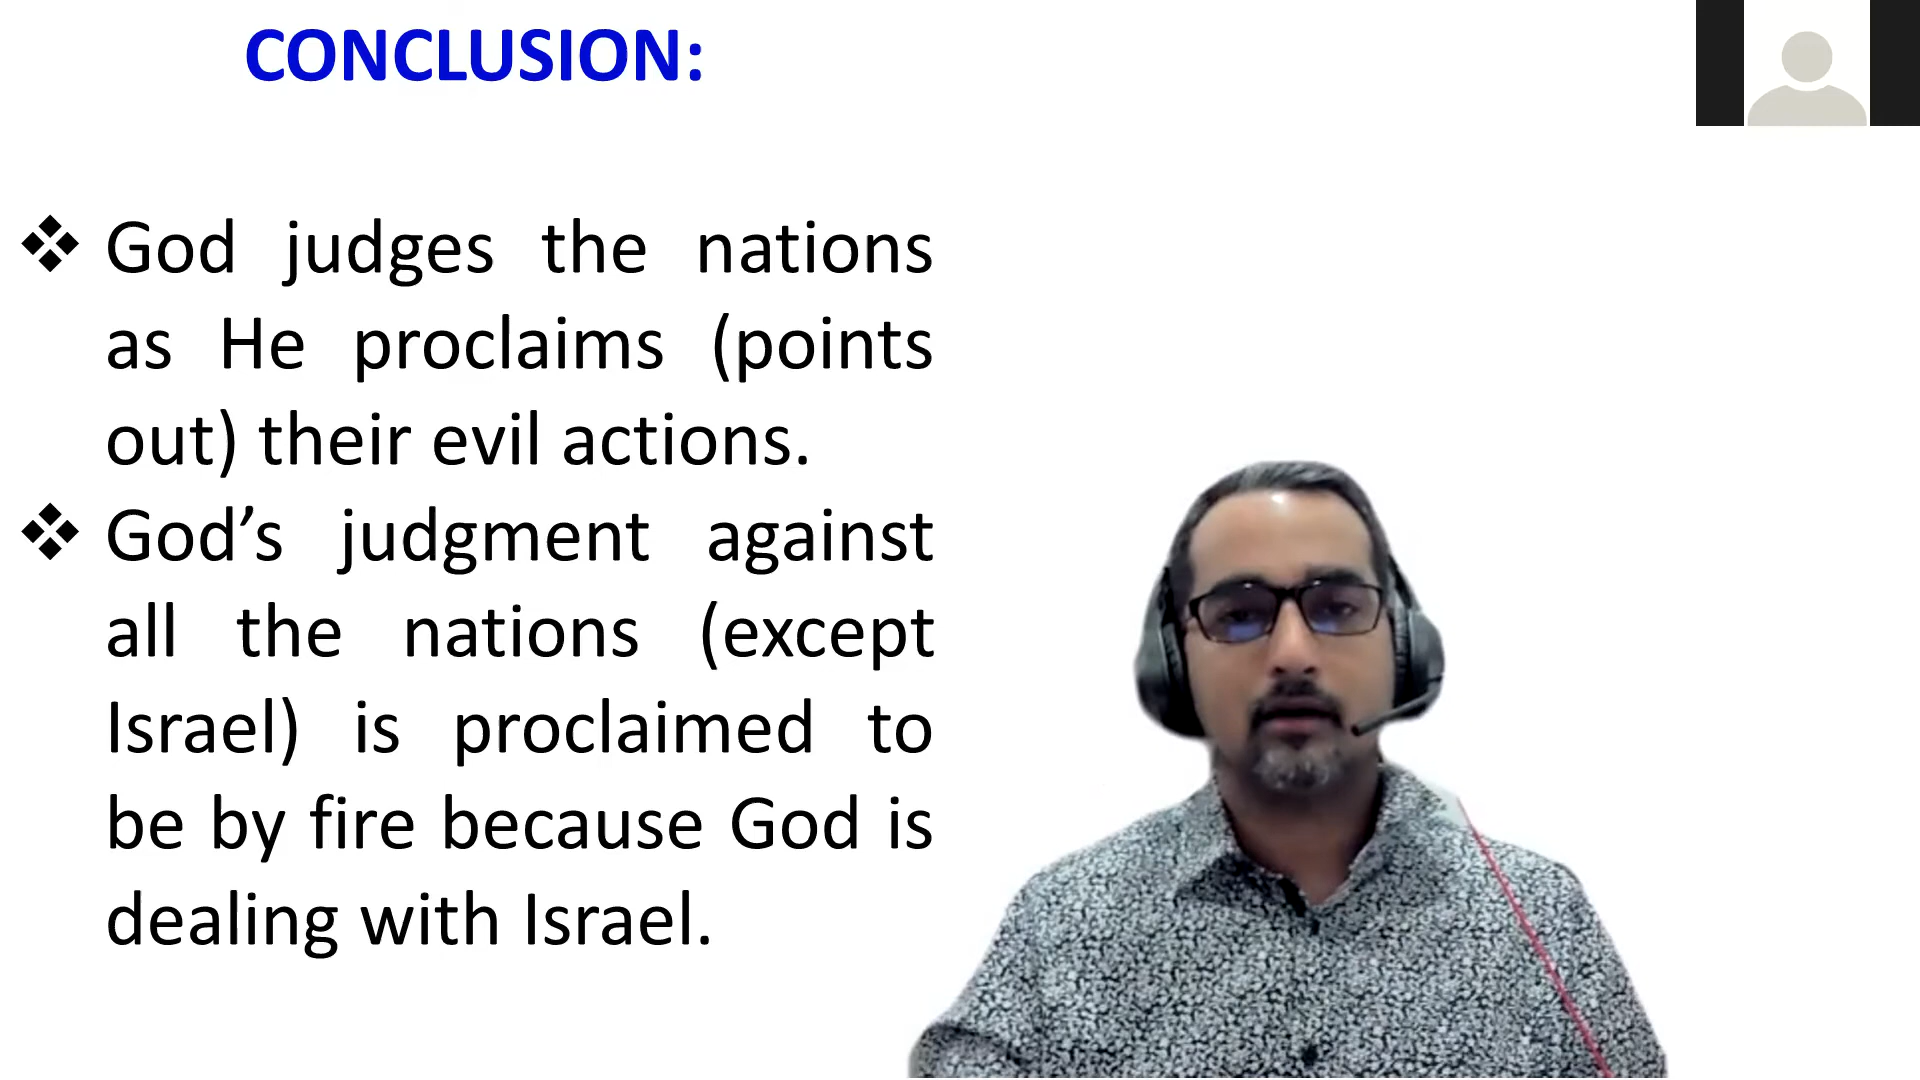 CONCLUSION:
❖ God judges the nations
as He proclaims (points
out) their evil actions.
❖ God’s judgment against
all the nations (except
Israel) is proclaimed to
be by fire because God is
dealing with Israel.